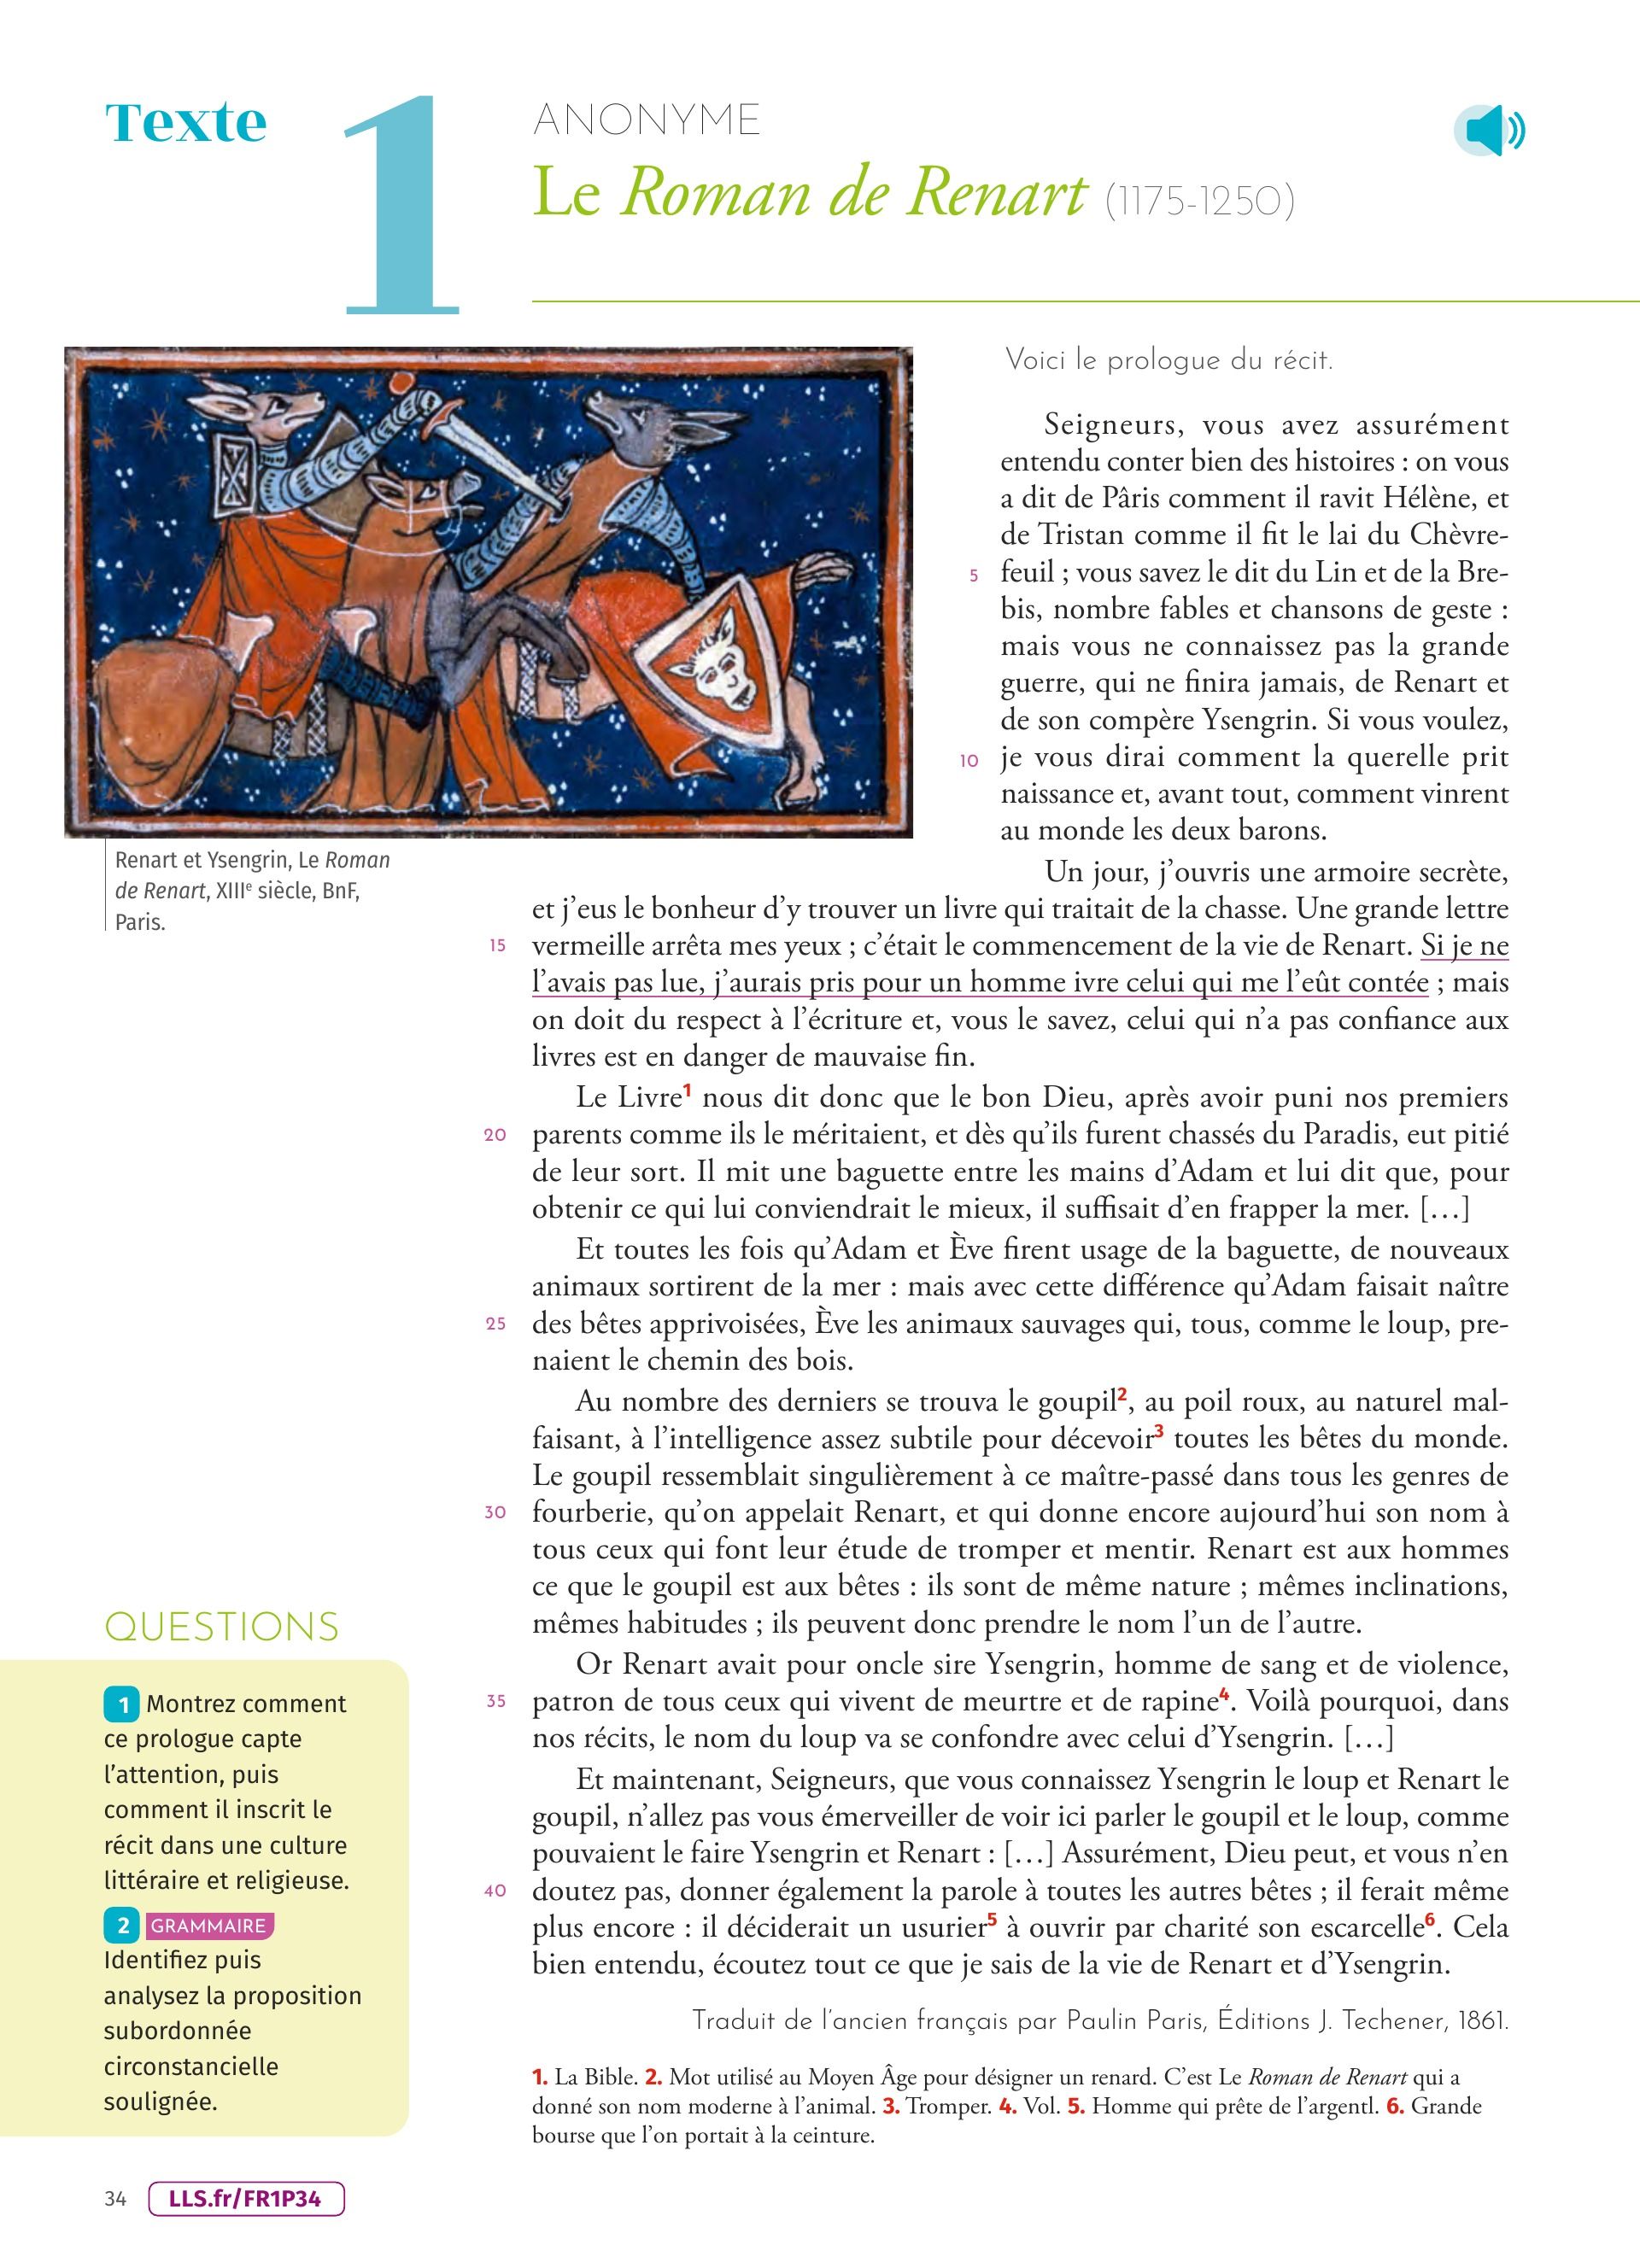 Texte 1
ANONYME
Le Roman de Renart (1175-1250)
Voici le prologue du récit.
Seigneurs, vous avez assurément
entendu conter bien des histoires : on vous
a dit de Pâris comment il ravit Hélène, et
de Tristan comme il fit le lai du Chèvre-
5 feuil ; vous savez le dit du Lin et de la Bre-
bis, nombre fables et chansons de geste :
mais vous ne connaissez pas la grande
guerre, qui ne finira jamais, de Renart et
de son compère Ysengrin. Si vous voulez,
10 je vous dirai comment la querelle prit
naissance et, avant tout, comment vinrent
au monde les deux barons.
Renart et Ysengrin, Le Roman
de Renart, XIIIe siècle, BnF,
Paris.
Un jour, j’ouvris une armoire secrète,
et j’eus le bonheur d’y trouver un livre qui traitait de la chasse. Une grande lettre
15 vermeille arrêta mes yeux ; c’était le commencement de la vie de Renart. Si je ne
l’avais pas lue, j’aurais pris pour un homme ivre celui qui me l’eût contée ; mais
on doit du respect à l’écriture et, vous le savez, celui qui n’a pas confiance aux
livres est en danger de mauvaise fin.
Le Livre1 nous dit donc que le bon Dieu, après avoir puni nos premiers
20 parents comme ils le méritaient, et dès qu’ils furent chassés du Paradis, eut pitié
de leur sort. Il mit une baguette entre les mains d’Adam et lui dit que, pour
obtenir ce qui lui conviendrait le mieux, il suffisait d’en frapper la mer. […]
Et toutes les fois qu’Adam et Ève firent usage de la baguette, de nouveaux
animaux sortirent de la mer : mais avec cette différence qu’Adam faisait naître
25 des bêtes apprivoisées, Ève les animaux sauvages qui, tous, comme le loup, pre-
naient le chemin des bois.
Au nombre des derniers se trouva le goupil2, au poil roux, au naturel mal-
faisant, à l’intelligence assez subtile pour décevoir3 toutes les bêtes du monde.
Le goupil ressemblait singulièrement à ce maître-passé dans tous les genres de
30 fourberie, qu’on appelait Renart, et qui donne encore aujourd’hui son nom à
tous ceux qui font leur étude de tromper et mentir. Renart est aux hommes
ce que le goupil est aux bêtes : ils sont de même nature ; mêmes inclinations,
mêmes habitudes ; ils peuvent donc prendre le nom l’un de l’autre.
Or Renart avait pour oncle sire Ysengrin, homme de sang et de violence,
35 patron de tous ceux qui vivent de meurtre et de rapine4. Voilà pourquoi, dans
nos récits, le nom du loup va se confondre avec celui d’Ysengrin. […]
Et maintenant, Seigneurs, que vous connaissez Ysengrin le loup et Renart le
goupil, n’allez pas vous émerveiller de voir ici parler le goupil et le loup, comme
pouvaient le faire Ysengrin et Renart : […] Assurément, Dieu peut, et vous n’en
40 doutez pas, donner également la parole à toutes les autres bêtes ; il ferait même
plus encore : il déciderait un usurier5 à ouvrir par charité son escarcelle6. Cela
bien entendu, écoutez tout ce que je sais de la vie de Renart et d’Ysengrin.
Traduit de l’ancien français par Paulin Paris, Éditions J. Techener, 1861.
1. La Bible. 2. Mot utilisé au Moyen Âge pour désigner un renard. C’est Le Roman de Renart qui a
donné son nom moderne à l’animal. 3. Tromper. 4. Vol. 5. Homme qui prête de l’argentl. 6. Grande
bourse que l’on portait à la ceinture.
QUESTIONS
1 Montrez comment
ce prologue capte
l’attention, puis
comment il inscrit le
récit dans une culture
littéraire et religieuse.
2 GRAMMAIRE
Identifiez puis
analysez la proposition
subordonnée
circonstancielle
soulignée.
34 LLS.fr/FR1P34